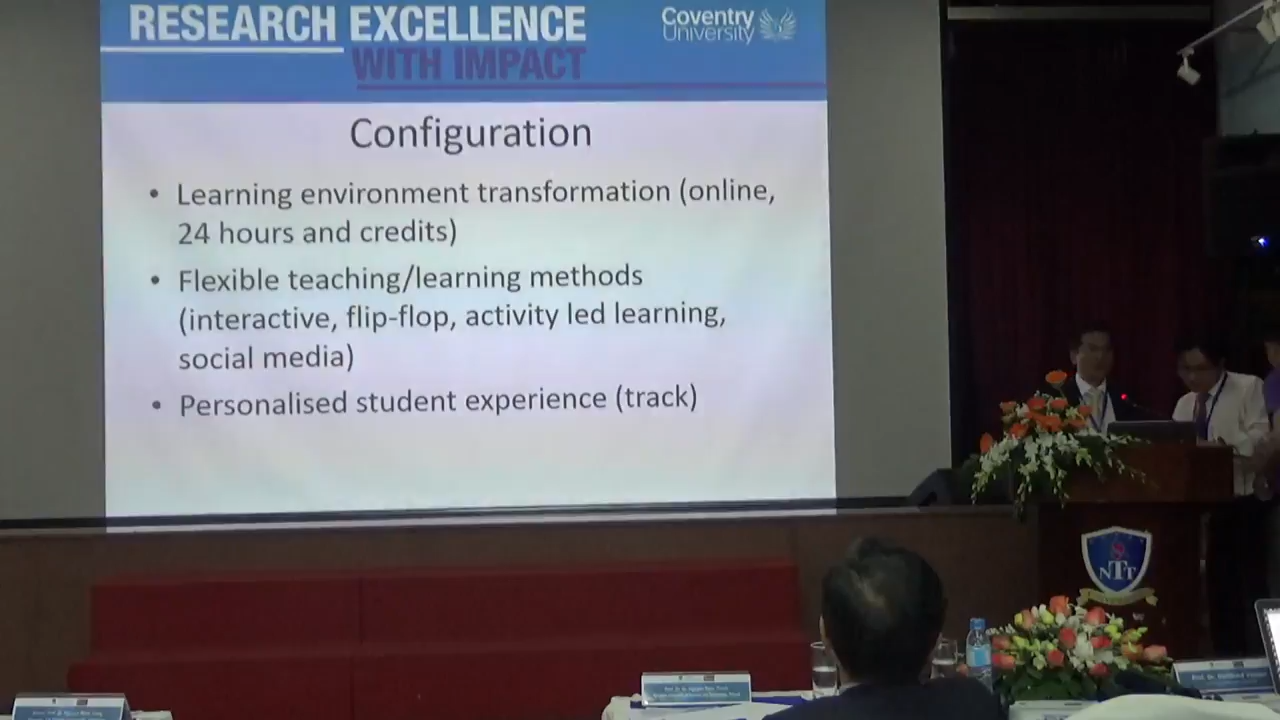 RESEARCH EXCELLENCE
WITH IMPACT
Coventry
University
Configuration
• Learning environment transformation (online,
24 hours and credits)
• Flexible teaching/learning methods
(interactive, flip-flop, activity led learning,
social media)
• Personalised student experience (track)
NTT